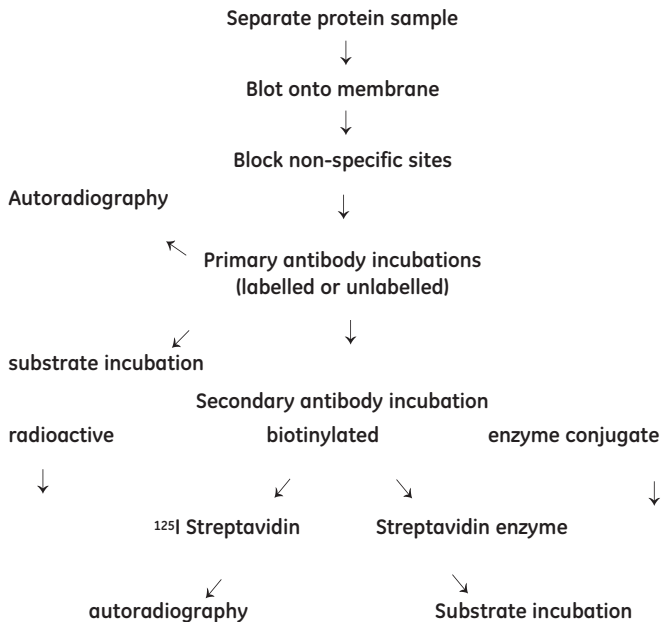 Separate protein sample
Blot onto membrane
Block non-specific sites
Autoradiography
Primary antibody incubations
(labelled or unlabelled)
substrate incubation
Secondary antibody incubation
radioactive biotinylated enzyme conjugate
¹²⁵I Streptavidin Streptavidin enzyme
autoradiography Substrate incubation